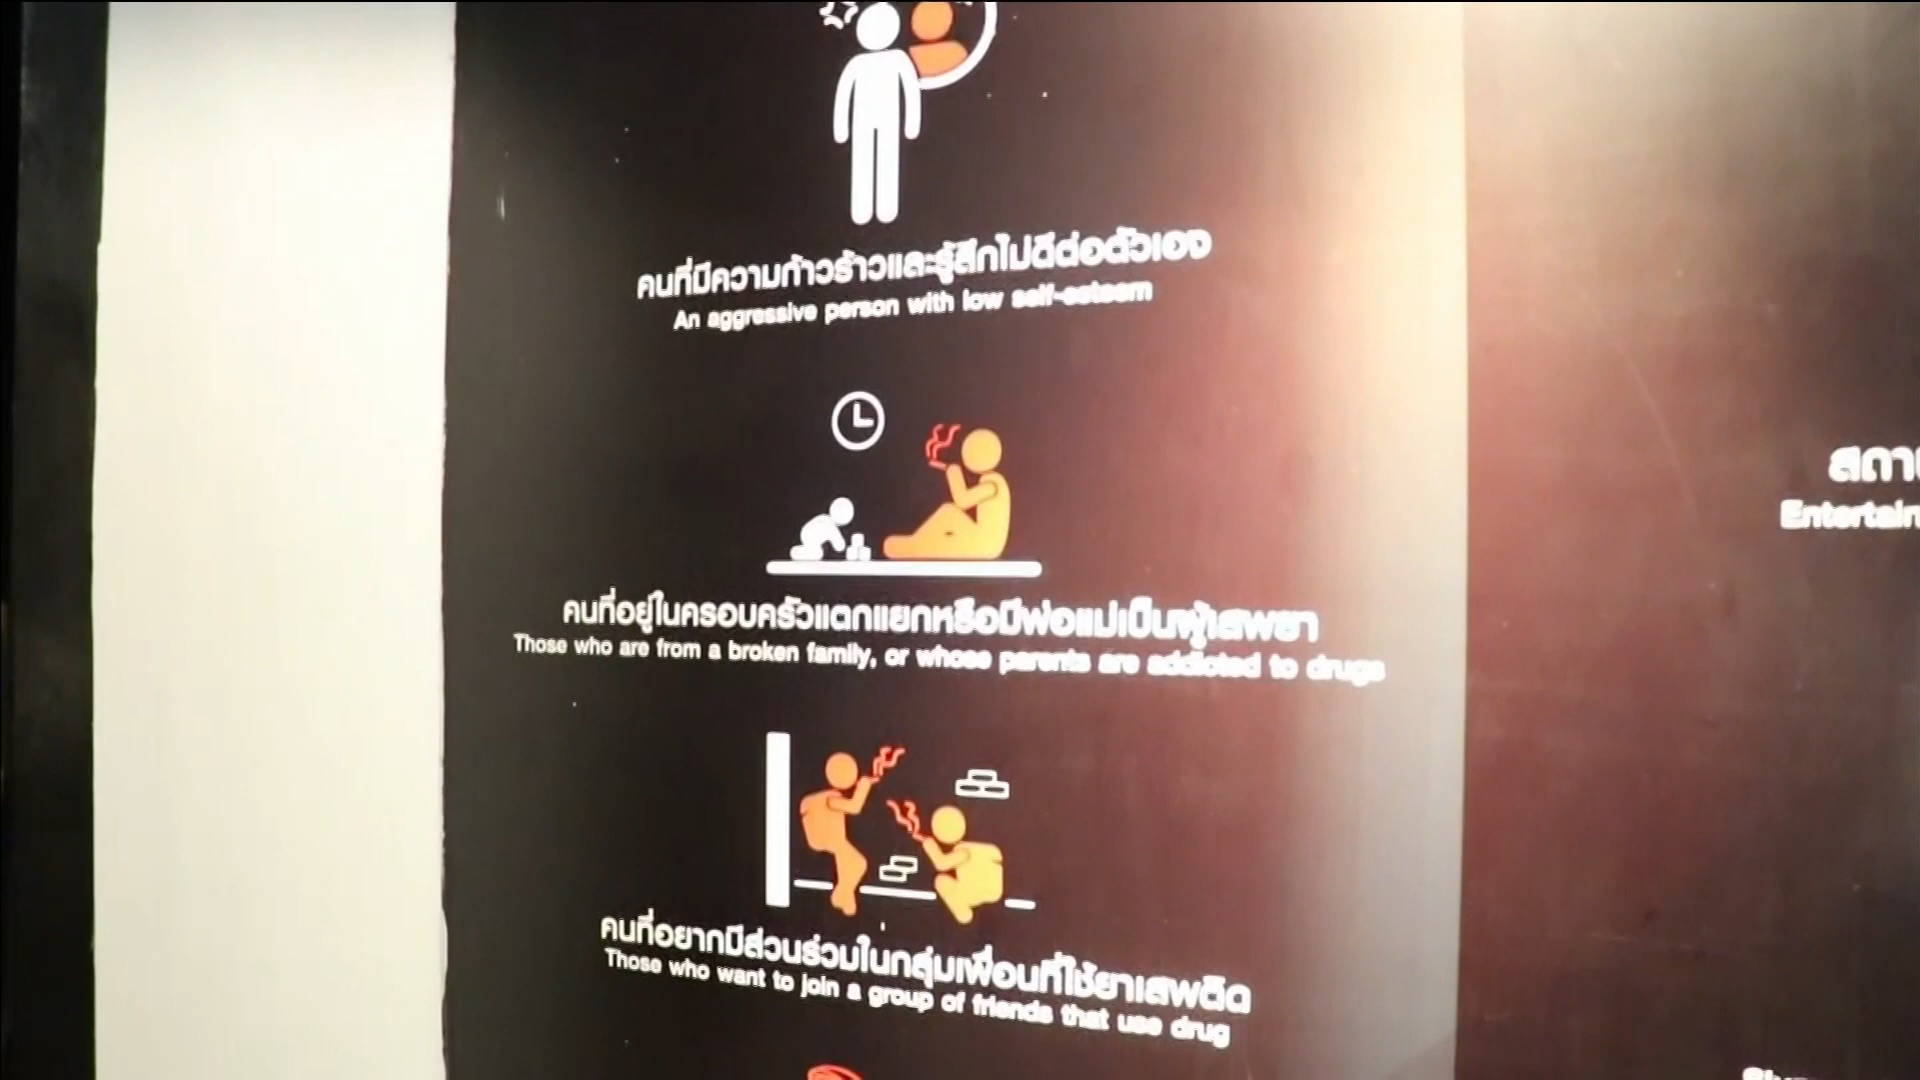 คนที่มีความก้าวร้าวและรู้สึกไม่ดีต่อตัวเอง
An aggressive person with low self-esteem
คนที่อยู่ในครอบครัวแตกแยกหรือมีพ่อแม่เป็นผู้เสพยา
Those who are from a broken family, or whose parents are addicted to drugs
คนที่อยากมีส่วนร่วมในกลุ่มเพื่อนที่ใช้ยาเสพติด
Those who want to join a group of friends that use drug
สถา
Entertain